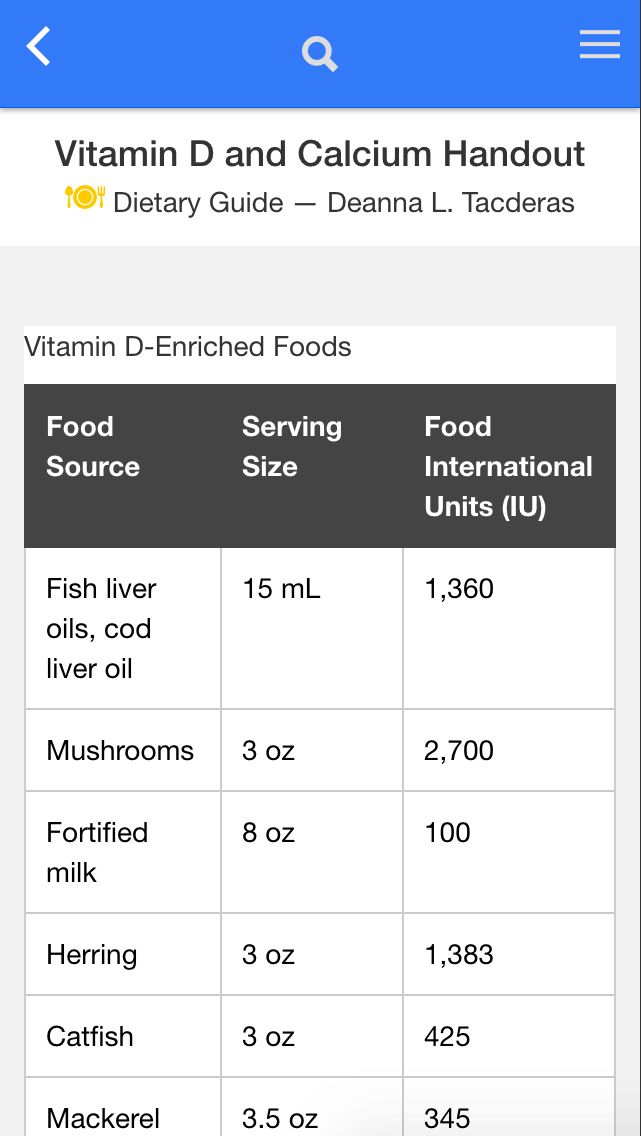 Vitamin D and Calcium Handout
Dietary Guide — Deanna L. Tacderas
Vitamin D-Enriched Foods
Food Source Serving Size Food International Units (IU)
Fish liver oils, cod liver oil 15 mL 1,360
Mushrooms 3 oz 2,700
Fortified milk 8 oz 100
Herring 3 oz 1,383
Catfish 3 oz 425
Mackerel 3.5 oz 345